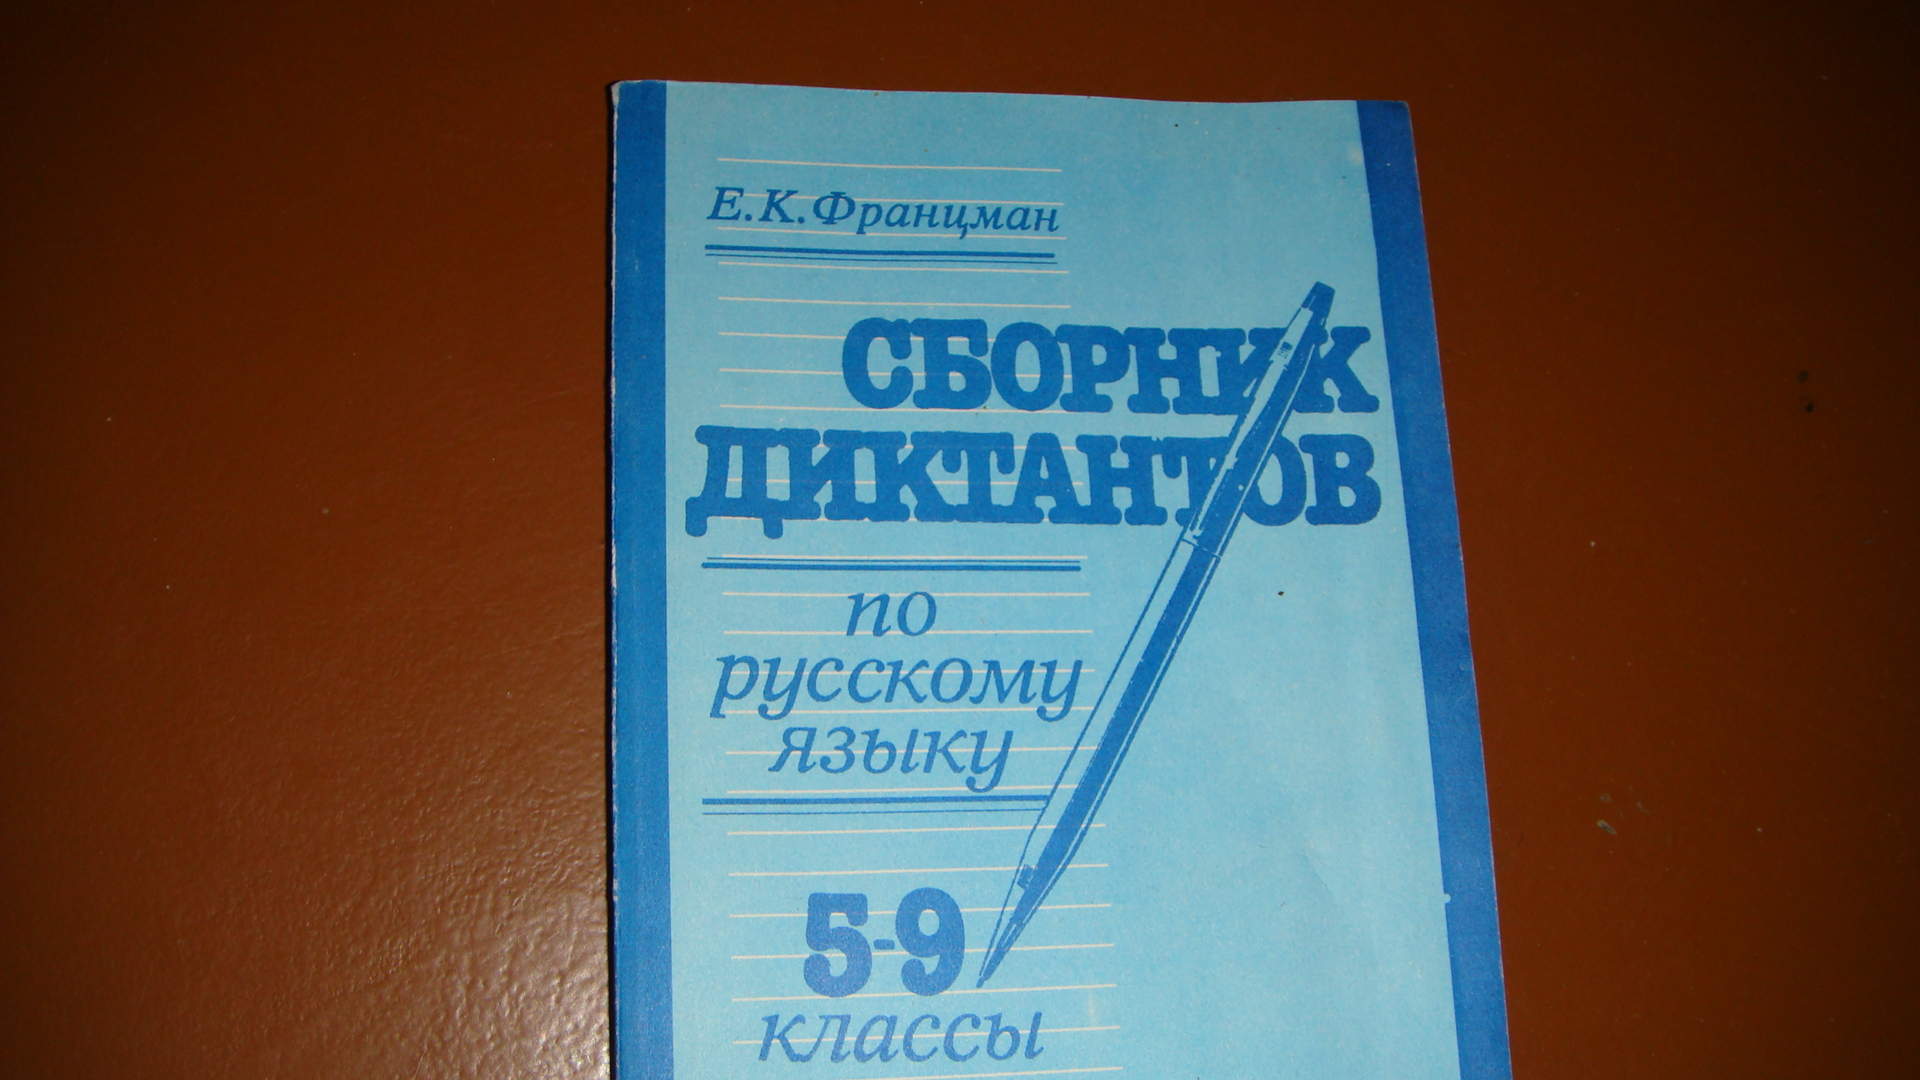 Е.К.Францман
СБОРНИК
ДИКТАНТОВ
по
русскому
языку
5-9
классы